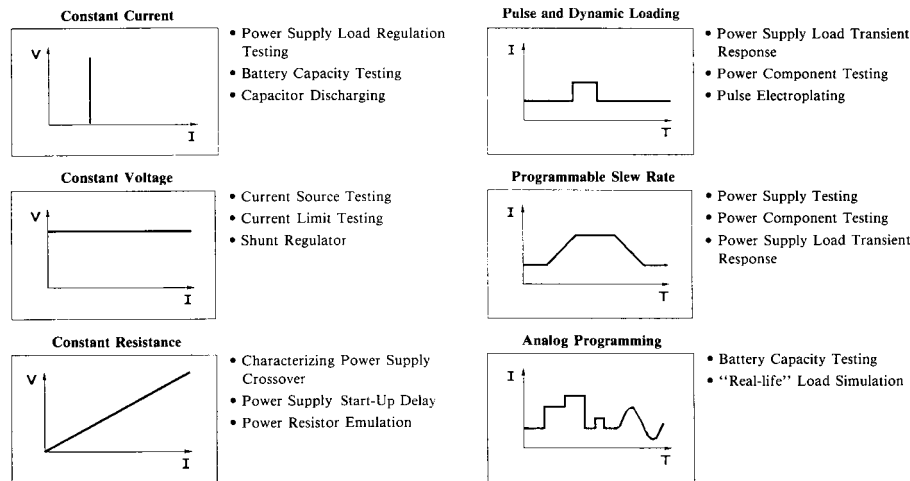 Constant Current
V
I
• Power Supply Load Regulation
Testing
• Battery Capacity Testing
• Capacitor Discharging
Constant Voltage
V
I
• Current Source Testing
• Current Limit Testing
• Shunt Regulator
Constant Resistance
V
I
• Characterizing Power Supply
Crossover
• Power Supply Start-Up Delay
• Power Resistor Emulation
Pulse and Dynamic Loading
I
T
• Power Supply Load Transient
Response
• Power Component Testing
• Pulse Electroplating
Programmable Slew Rate
I
T
• Power Supply Testing
• Power Component Testing
• Power Supply Load Transient
Response
Analog Programming
I
T
• Battery Capacity Testing
• "Real-life" Load Simulation